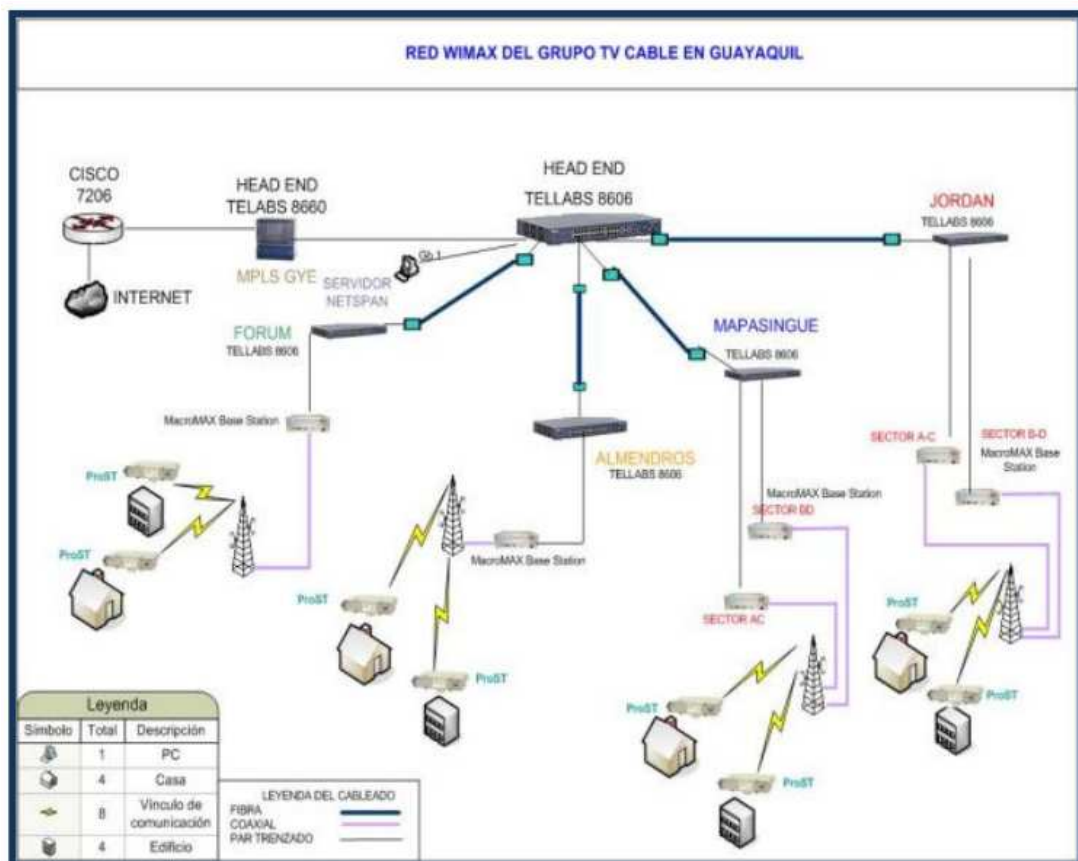 RED WIMAX DEL GRUPO TV CABLE EN GUAYAQUIL
CISCO
7206
HEAD END
TELABS 8660
HEAD END
TELLABS 8606
JORDAN
TELLABS 8606
Gb 1
MPLS GYE
SERVIDOR
NETSPAN
INTERNET
FORUM
TELLABS 8606
MAPASINGUE
TELLABS 8606
MacroMAX Base Station
SECTOR A-C
SECTOR B-D
MacroMAX Base
Station
ALMENDROS
TELLABS 8606
ProST
MacroMAX Base Station
SECTOR BD
ProST
MacroMAX Base Station
ProST
ProST
SECTOR AC
ProST
ProST
ProST
ProST
Leyenda
Símbolo Total Descripción
1 PC
4 Casa
8 Vínculo de
comunicación
4 Edificio
LEYENDA DEL CABLEADO
FIBRA
COAXIAL
PAR TRENZADO